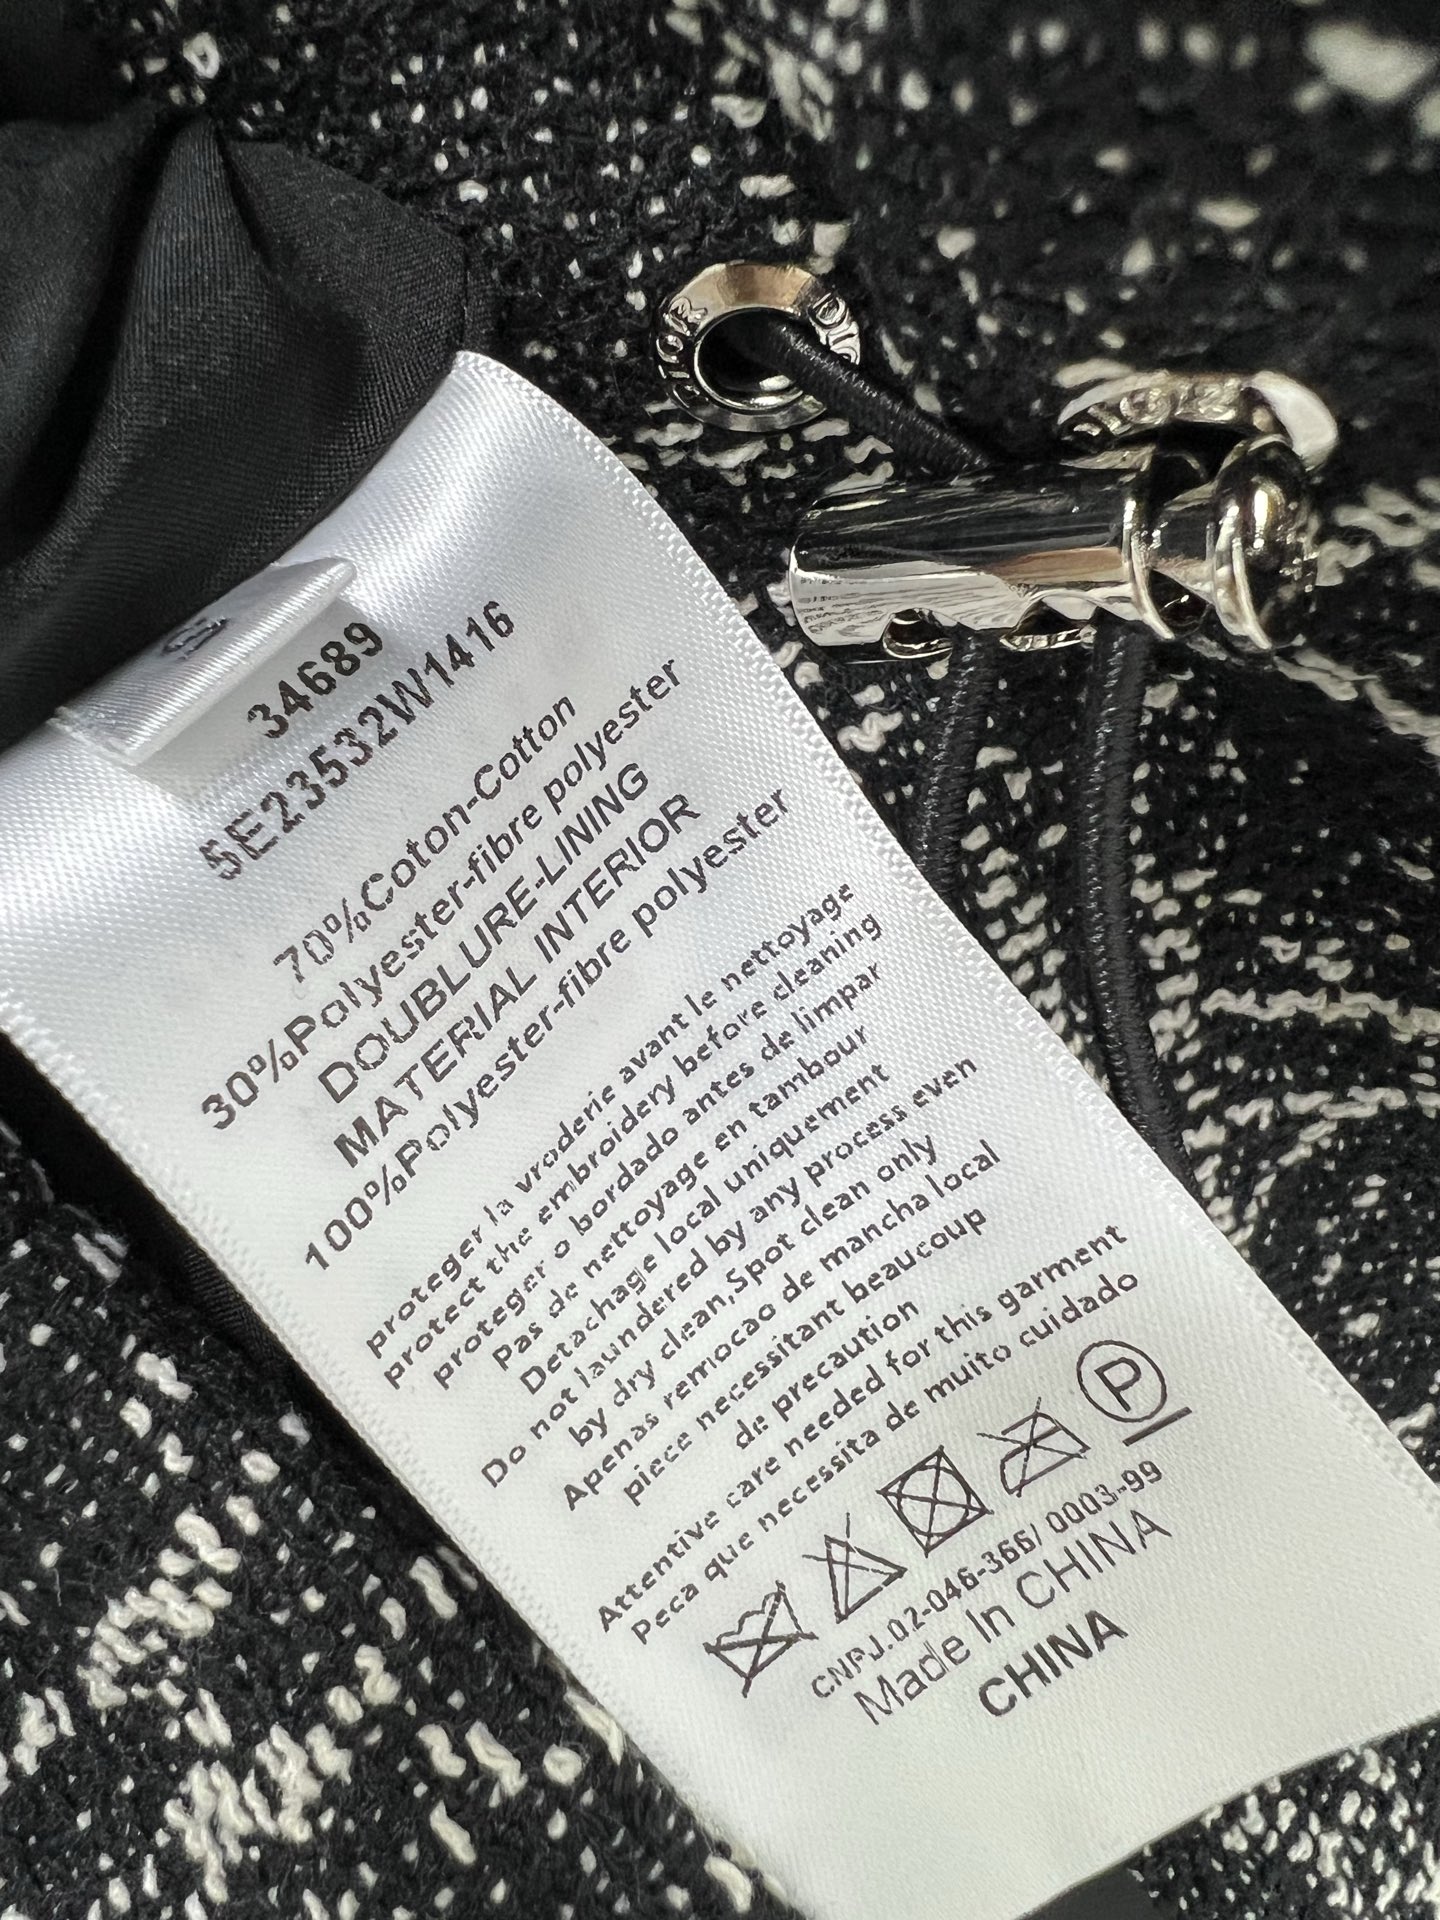 DIOR
DIOR
34689
5E23532W1416
70%Coton-Cotton
30%Polyester-fibre polyester
DOUBLURE-LINING
MATERIAL INTERIOR
100%Polyester-fibre polyester
proteger la vroderie avant le nettoyage
protect the embroidery before cleaning
proteger o bordado antes de limpar
Pas de nettoyage en tambour
Detachage local uniquement
Do not laundered by any process even
by dry clean,Spot clean only
Apenas remocao de mancha local
piece necessitant beaucoup
de precaution
Attentive care needed for this garment
Peca que necessita de muito cuidado
P
CNPJ.02-046-366/ 0003-99
Made In CHINA
CHINA